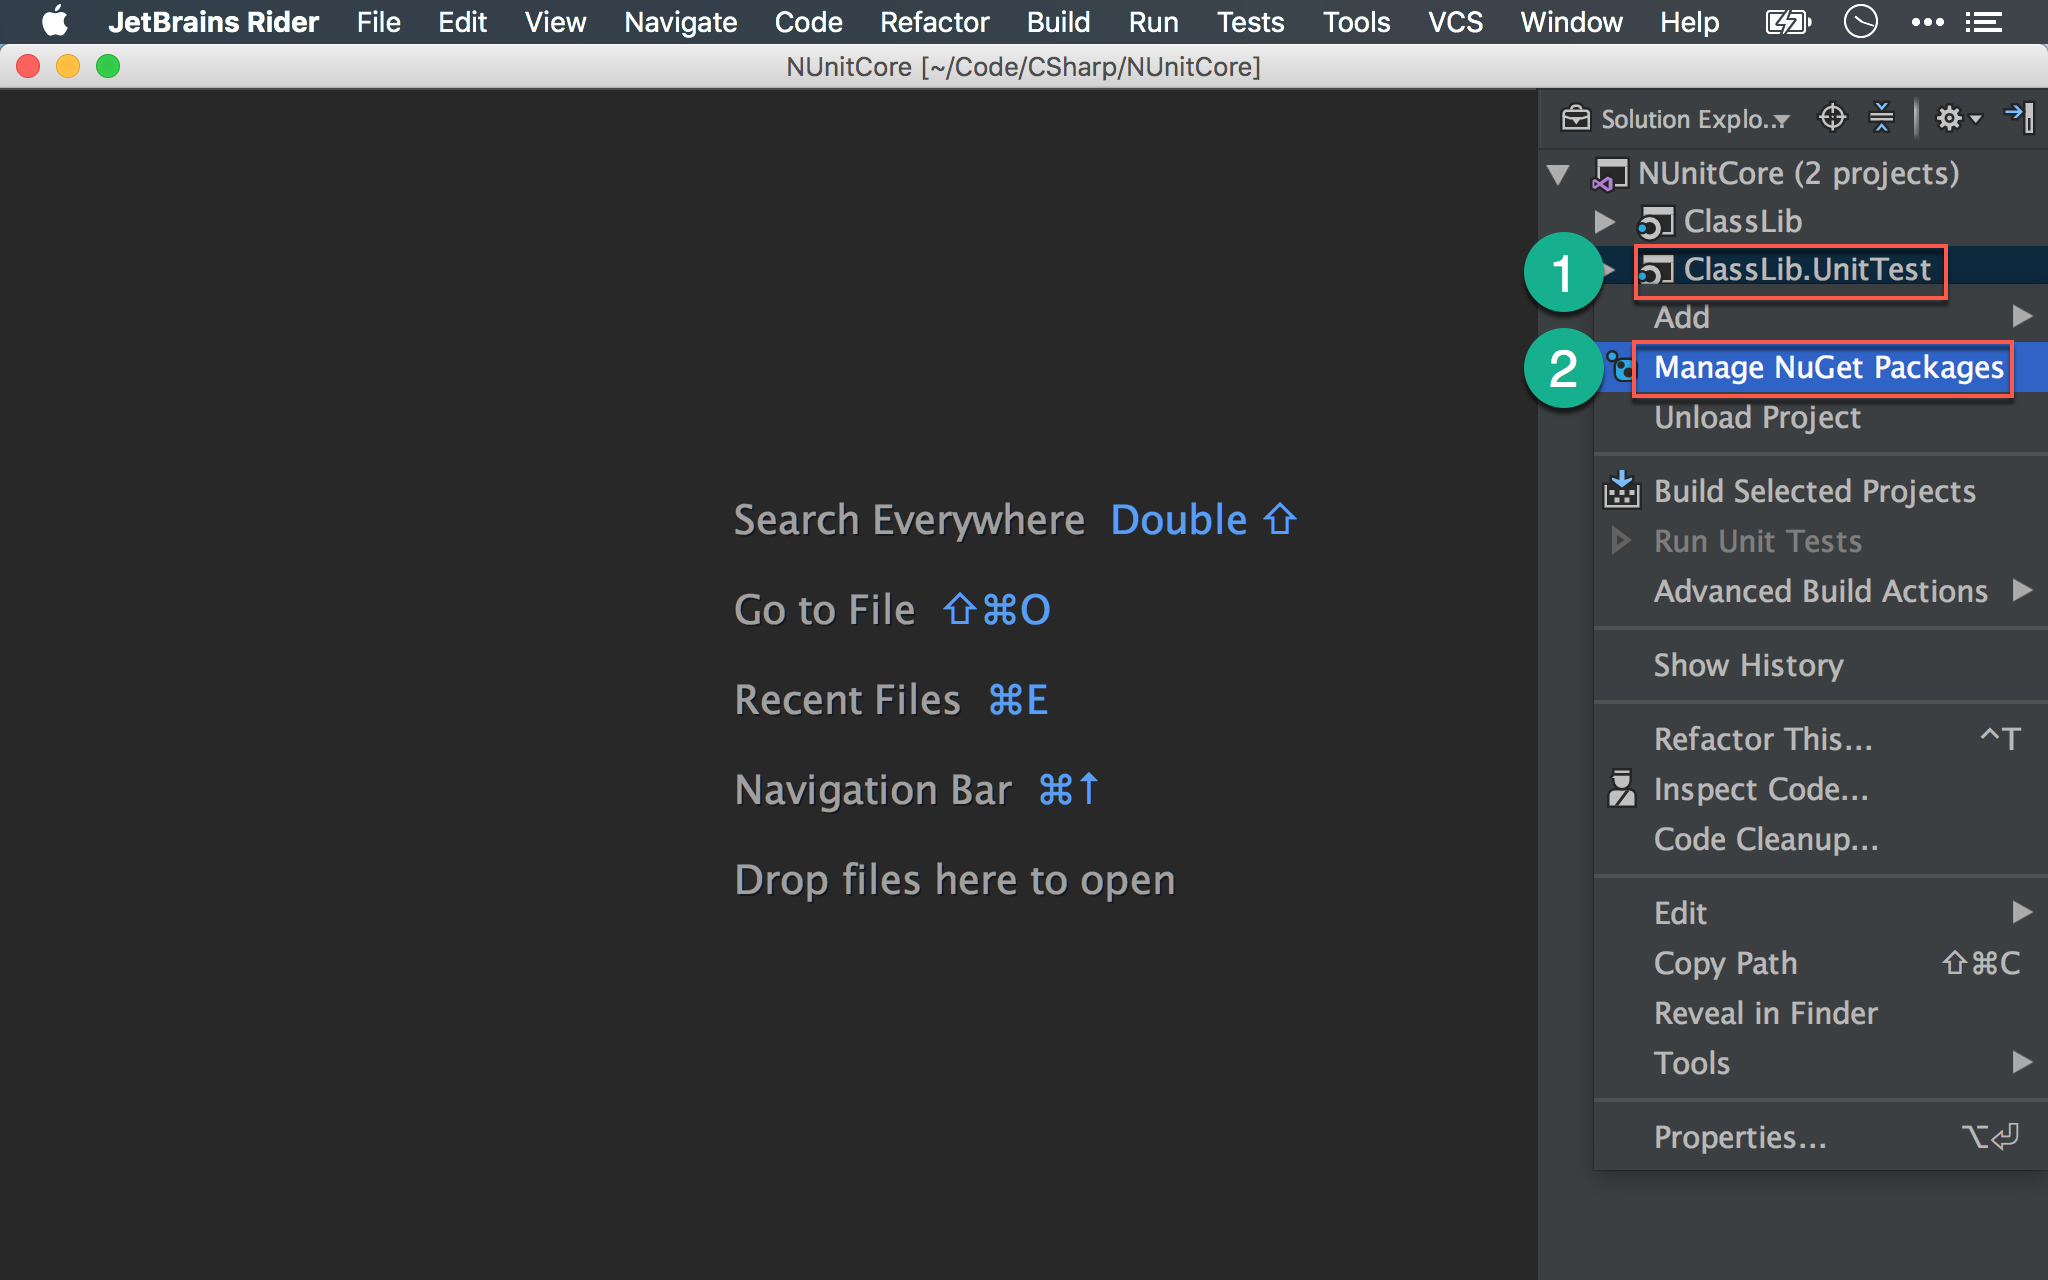 JetBrains Rider File Edit View Navigate Code Refactor Build Run Tests Tools VCS Window Help
NUnitCore [~/Code/CSharp/NUnitCore]
Solution Explo...
NUnitCore (2 projects)
ClassLib
1 ClassLib.UnitTest
Add
2 Manage NuGet Packages
Unload Project
Build Selected Projects
Run Unit Tests
Advanced Build Actions
Show History
Refactor This... ^T
Inspect Code...
Code Cleanup...
Edit
Copy Path ⇧⌘C
Reveal in Finder
Tools
Properties... ⌥⏎
Search Everywhere Double ⇧
Go to File ⇧⌘O
Recent Files ⌘E
Navigation Bar ⌘↑
Drop files here to open